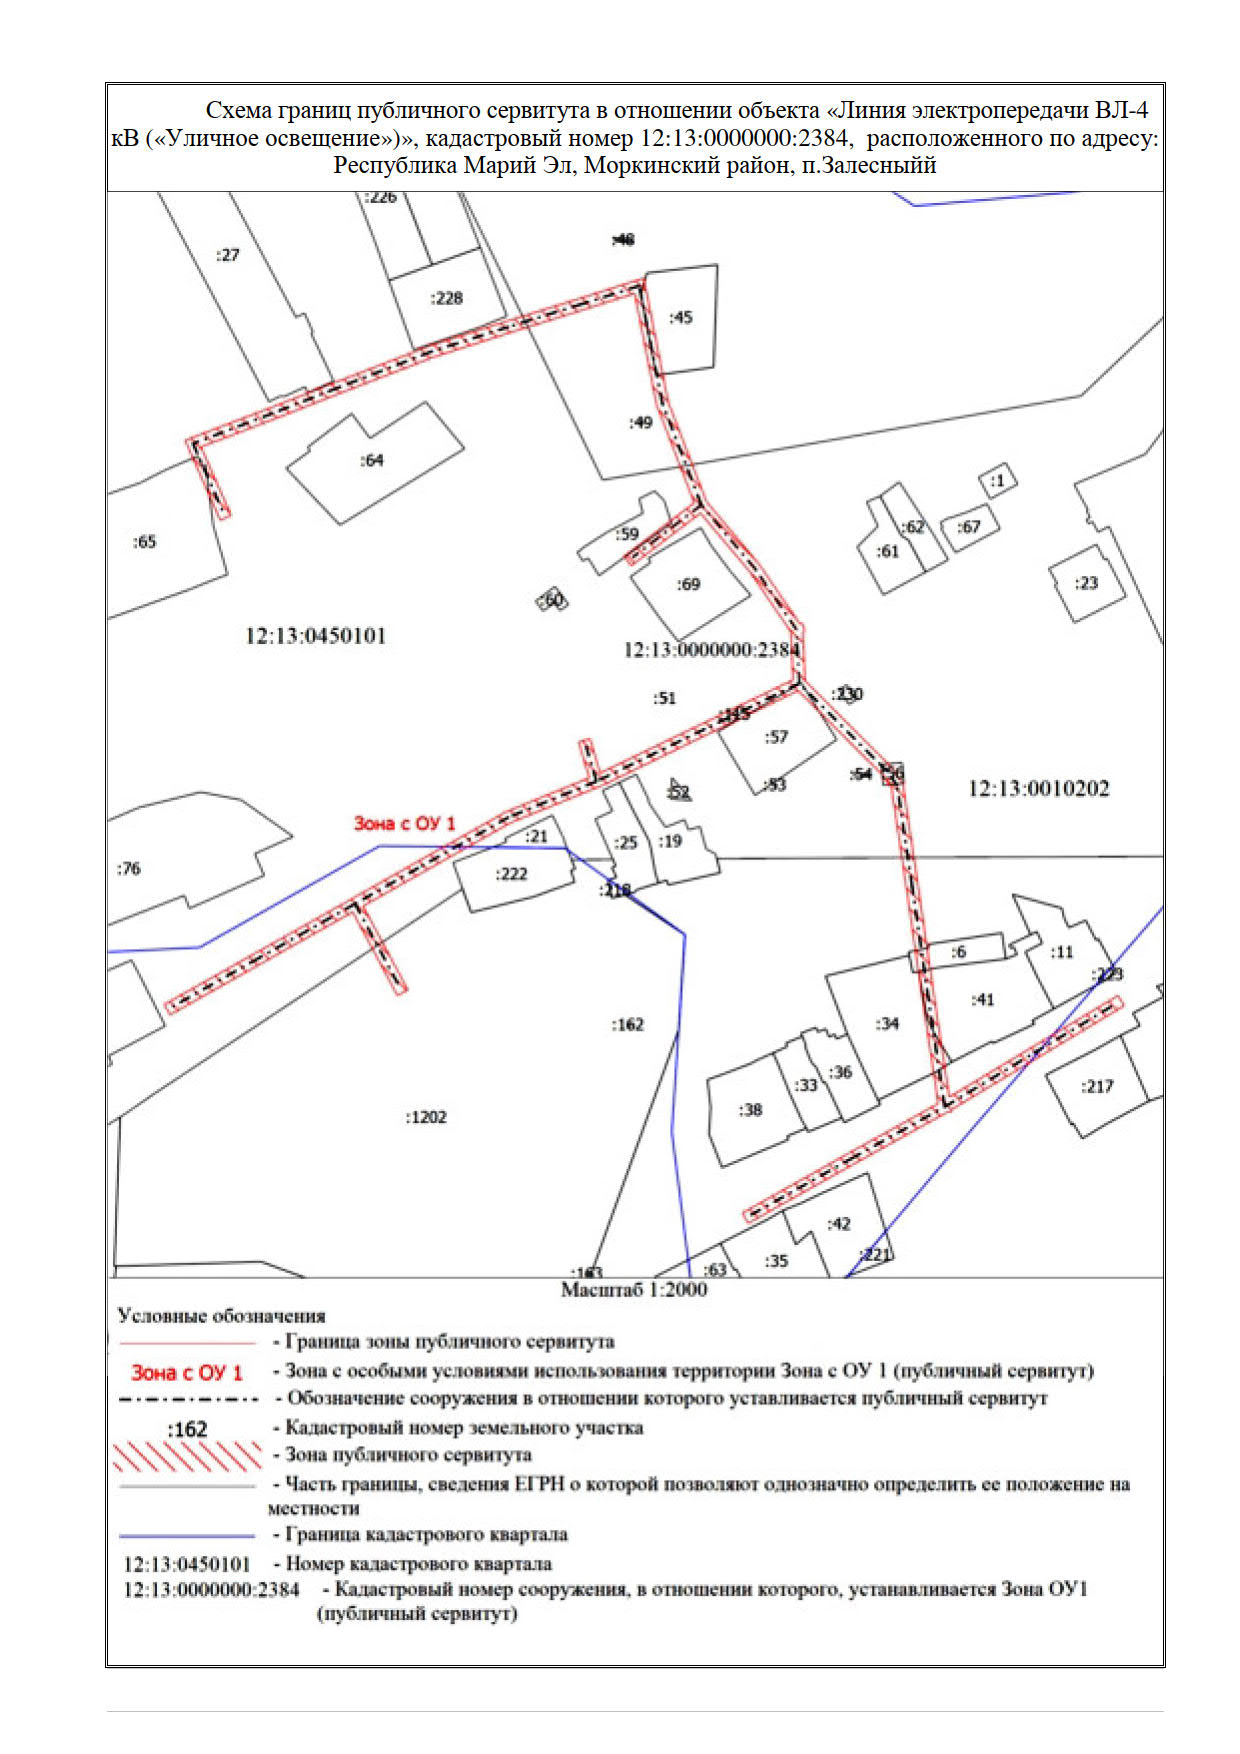 Схема границ публичного сервитута в отношении объекта «Линия электропередачи ВЛ-4
кВ («Уличное освещение»)», кадастровый номер 12:13:0000000:2384, расположенного по адресу:
Республика Марий Эл, Моркинский район, п.Залесныйй
:226
:48
:27
:228
:45
:49
:64
:1
:62
:67
:59
:65
:61
:69
:23
:60
12:13:0450101
12:13:0000000:2384
:51
:230
:115
:57
:54
:56
:53
:52
12:13:0010202
Зона с ОУ 1
:21
:25
:19
:76
:222
:218
:6
:11
:229
:41
:162
:34
:36
:33
:217
:38
:1202
:42
:221
:35
:63
:163
Масштаб 1:2000
Условные обозначения
- Граница зоны публичного сервитута
Зона с ОУ 1 - Зона с особыми условиями использования территории Зона с ОУ 1 (публичный сервитут)
- Обозначение сооружения в отношении которого уставливается публичный сервитут
:162 - Кадастровый номер земельного участка
- Зона публичного сервитута
- Часть границы, сведения ЕГРН о которой позволяют однозначно определить ее положение на
местности
- Граница кадастрового квартала
12:13:0450101 - Номер кадастрового квартала
12:13:0000000:2384 - Кадастровый номер сооружения, в отношении которого, устанавливается Зона ОУ1
(публичный сервитут)